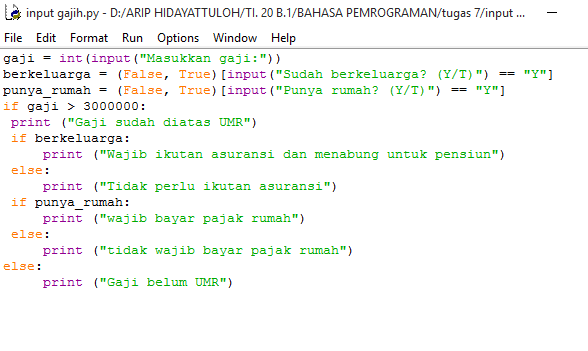 input gajih.py - D:/ARIP HIDAYATTULOH/TI. 20 B.1/BAHASA PEMROGRAMAN/tugas 7/input ...
File Edit Format Run Options Window Help
gaji = int(input("Masukkan gaji:"))
berkeluarga = (False, True)[input("Sudah berkeluarga? (Y/T)") == "Y"]
punya_rumah = (False, True)[input("Punya rumah? (Y/T)") == "Y"]
if gaji > 3000000:
 print ("Gaji sudah diatas UMR")
 if berkeluarga:
     print ("Wajib ikutan asuransi dan menabung untuk pensiun")
 else:
     print ("Tidak perlu ikutan asuransi")
 if punya_rumah:
     print ("wajib bayar pajak rumah")
 else:
     print ("tidak wajib bayar pajak rumah")
else:
     print ("Gaji belum UMR")